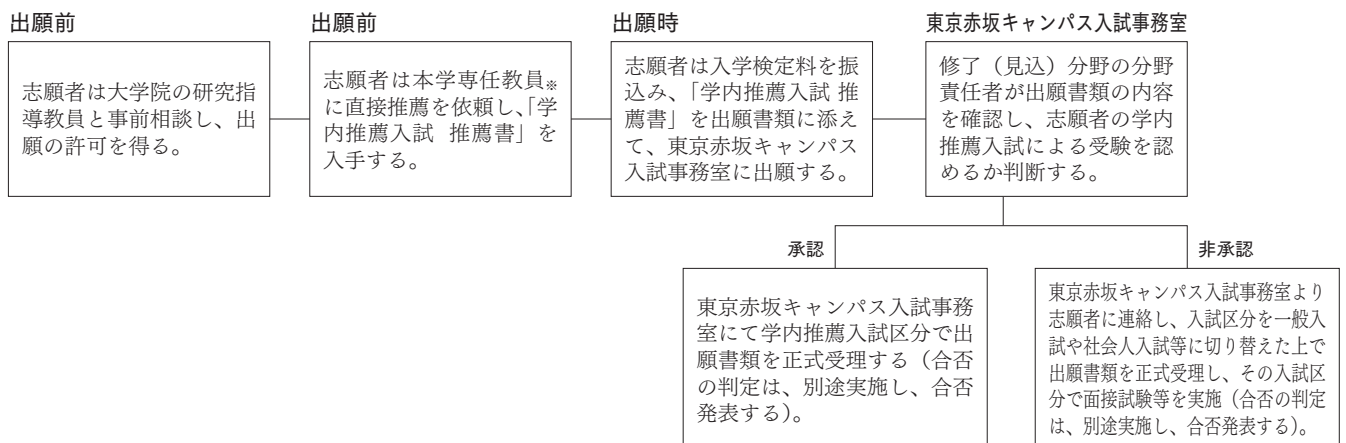 出願前
志願者は大学院の研究指
導教員と事前相談し、出
願の許可を得る。
出願前
志願者は本学専任教員※
に直接推薦を依頼し、「学
内推薦入試 推薦書」を
入手する。
出願時
志願者は入学検定料を振
込み、「学内推薦入試 推
薦書」を出願書類に添え
て、東京赤坂キャンパス
入試事務室に出願する。
東京赤坂キャンパス入試事務室
修了（見込）分野の分野
責任者が出願書類の内容
を確認し、志願者の学内
推薦入試による受験を認
めるか判断する。
承認
東京赤坂キャンパス入試事務
室にて学内推薦入試区分で出
願書類を正式受理する（合否
の判定は、別途実施し、合否
発表する）。
非承認
東京赤坂キャンパス入試事務室より
志願者に連絡し、入試区分を一般入
試や社会人入試等に切り替えた上で
出願書類を正式受理し、その入試区
分で面接試験等を実施（合否の判定
は、別途実施し、合否発表する）。